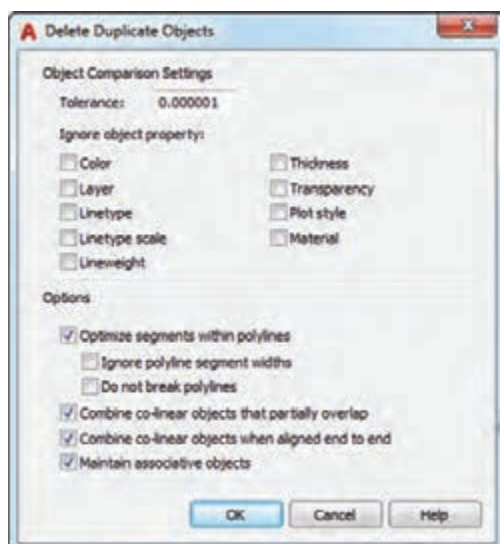 A Delete Duplicate Objects
Object Comparison Settings
Tolerance: 0.000001
Ignore object property:
Color
Thickness
Layer
Transparency
Linetype
Plot style
Linetype scale
Material
Lineweight
Options
Optimize segments within polylines
Ignore polyline segment widths
Do not break polylines
Combine co-linear objects that partially overlap
Combine co-linear objects when aligned end to end
Maintain associative objects
OK Cancel Help